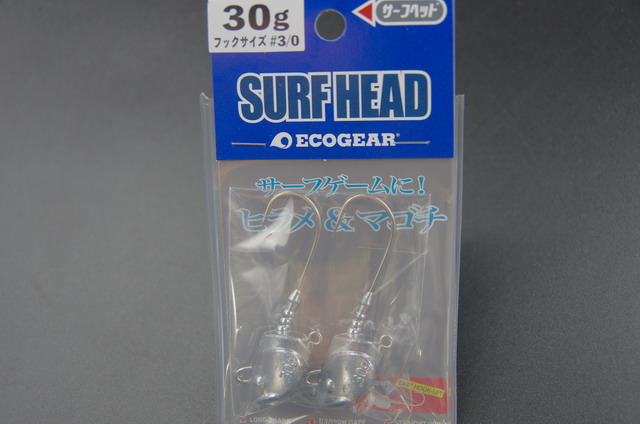 30g
フックサイズ #3/0
サーフヘッド
SURF HEAD
ECOGEAR
サーフゲームに!
ヒラメ&マゴチ